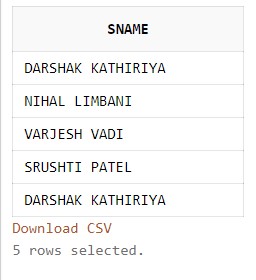 SNAME
DARSHAK KATHIRIYA
NIHAL LIMBANI
VARJESH VADI
SRUSHTI PATEL
DARSHAK KATHIRIYA
Download CSV
5 rows selected.